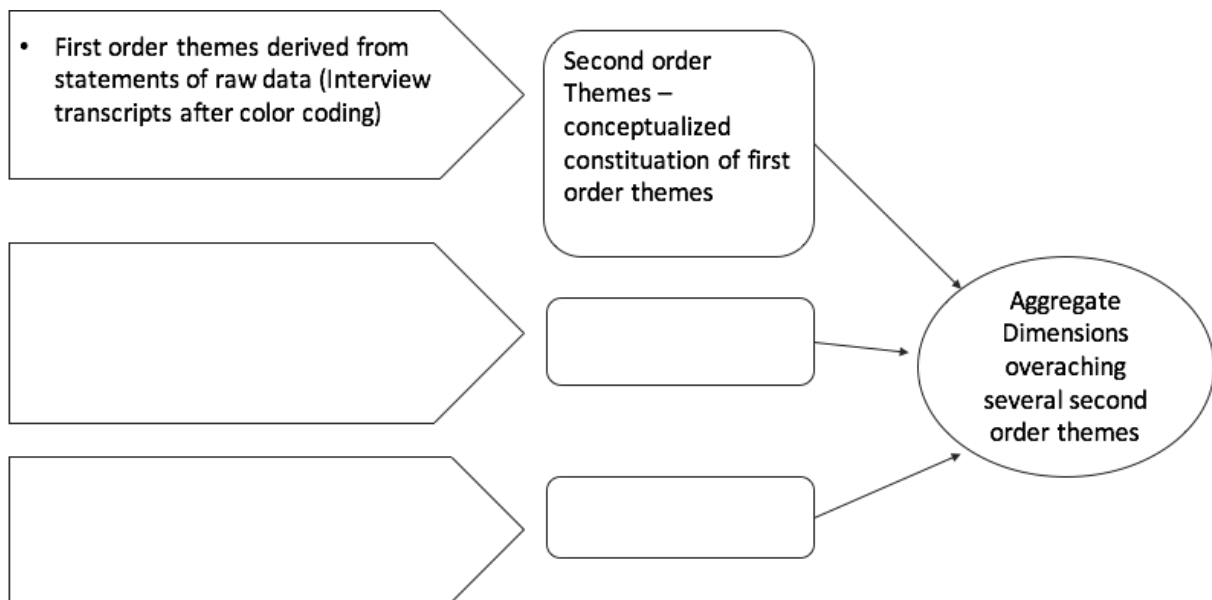 • First order themes derived from
statements of raw data (Interview
transcripts after color coding)
Second order
Themes –
conceptualized
constituation of first
order themes
Aggregate
Dimensions
overaching
several second
order themes